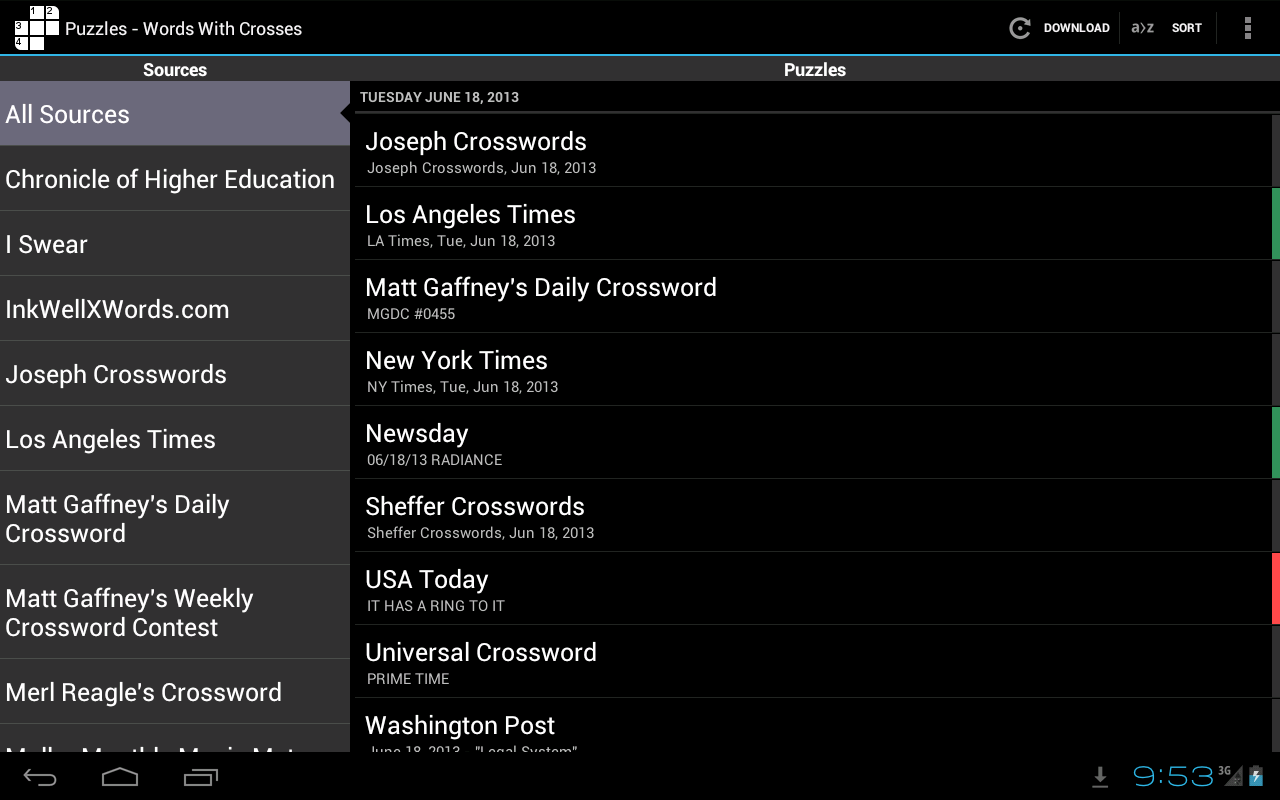 1 2
3
4
Puzzles - Words With Crosses
DOWNLOAD
a›z SORT
Sources
Puzzles
All Sources
Chronicle of Higher Education
I Swear
InkWellXWords.com
Joseph Crosswords
Los Angeles Times
Matt Gaffney's Daily
Crossword
Matt Gaffney's Weekly
Crossword Contest
Merl Reagle's Crossword
TUESDAY JUNE 18, 2013
Joseph Crosswords
Joseph Crosswords, Jun 18, 2013
Los Angeles Times
LA Times, Tue, Jun 18, 2013
Matt Gaffney's Daily Crossword
MGDC #0455
New York Times
NY Times, Tue, Jun 18, 2013
Newsday
06/18/13 RADIANCE
Sheffer Crosswords
Sheffer Crosswords, Jun 18, 2013
USA Today
IT HAS A RING TO IT
Universal Crossword
PRIME TIME
Washington Post
June 18, 2013 - "Legal System"
9:53
3G